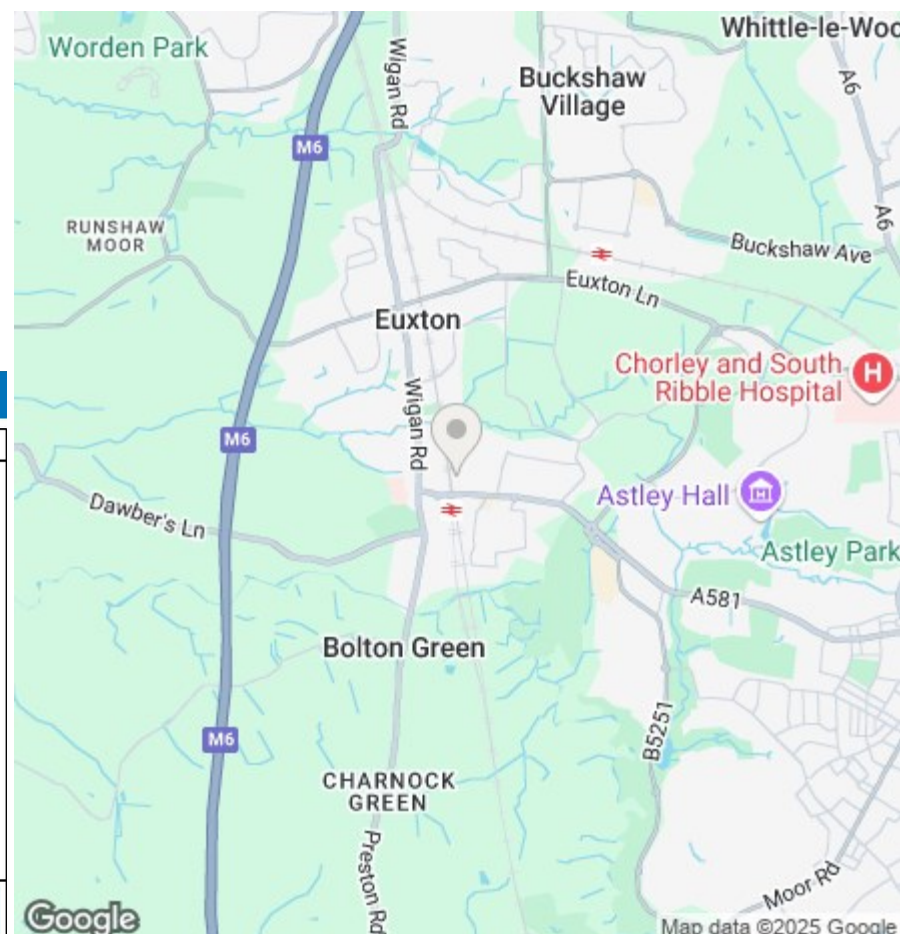 Whittle-le-Woo
Worden Park
Wigan Rd
Buckshaw
Village
A6
M6
RUNSHAW
MOOR
A6
Buckshaw Ave
Euxton Ln
Euxton
Chorley and South
Ribble Hospital
H
Wigan Rd
M6
Astley Hall
Dawber's Ln
Astley Park
A581
Bolton Green
B5251
M6
CHARNOCK
GREEN
Preston Rd
Moor Rd
Google
Map data ©2025 Google